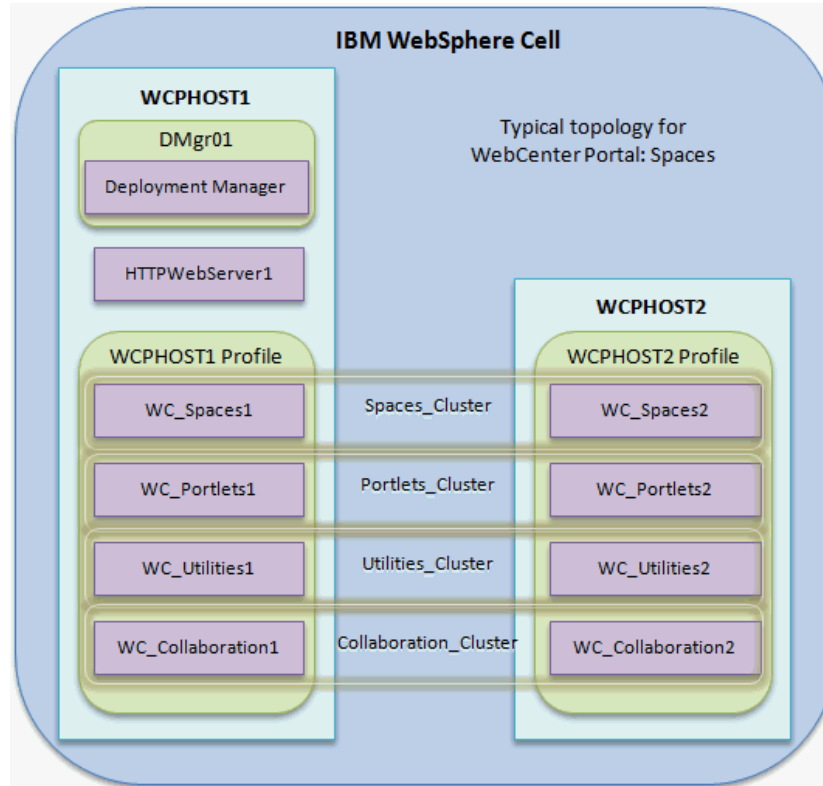 IBM WebSphere Cell
WCPHOST1
DMgr01
Deployment Manager
Typical topology for
WebCenter Portal: Spaces
HTTPWebServer1
WCPHOST2
WCPHOST1 Profile
WCPHOST2 Profile
WC_Spaces1
Spaces_Cluster
WC_Spaces2
WC_Portlets1
Portlets_Cluster
WC_Portlets2
WC_Utilities1
Utilities_Cluster
WC_Utilities2
WC_Collaboration1
Collaboration_Cluster
WC_Collaboration2